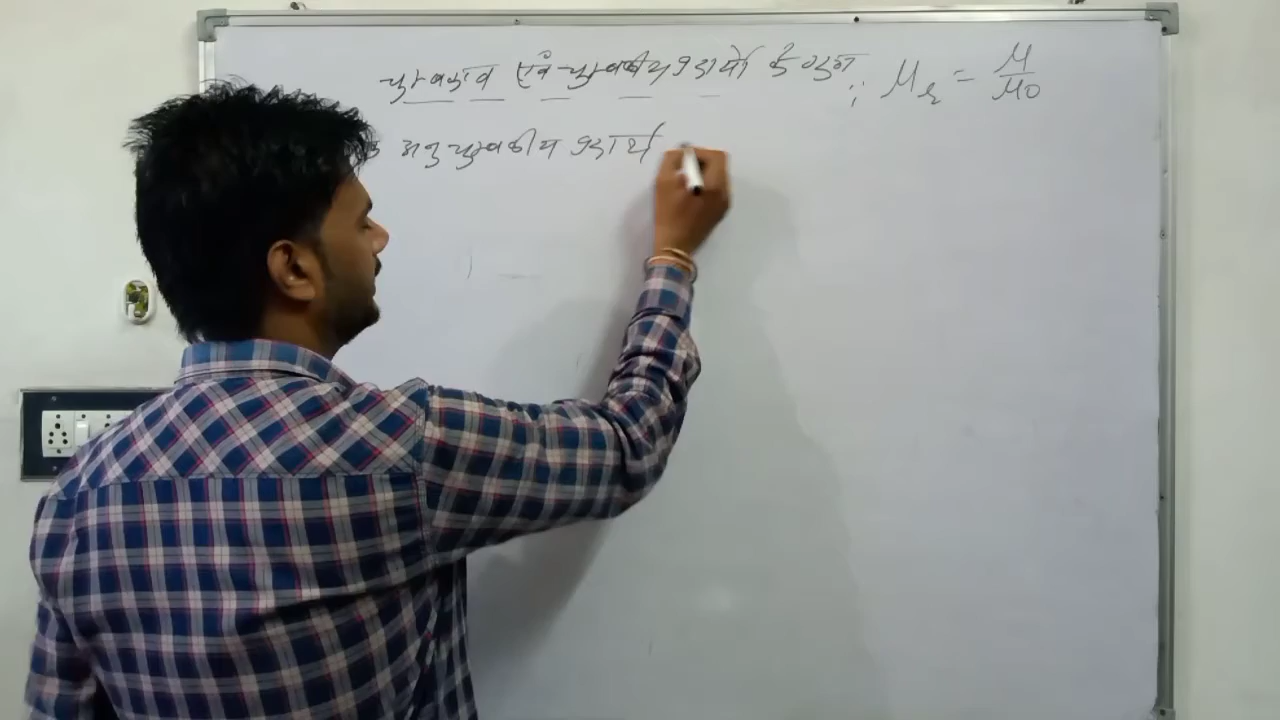 चुम्बकत्व एवं चुम्बकीय पदार्थो के गुण : μr = μ/μ0
अनुचुम्बकीय पदार्थ